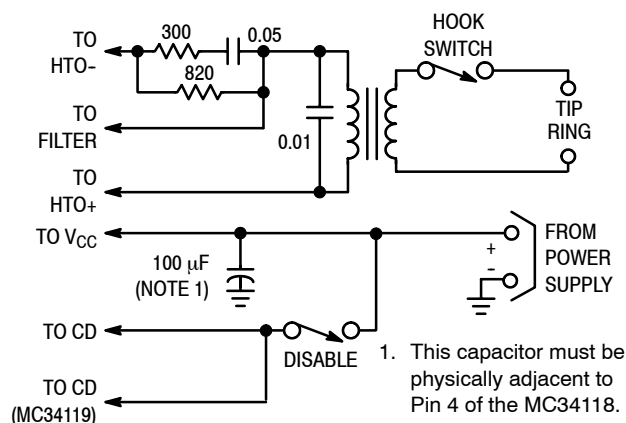 TO
HTO−
300
0.05
820
TO
FILTER
0.01
TO
HTO+
HOOK
SWITCH
TIP
RING
TO VCC
100 μF
(NOTE 1)
+
-
FROM
POWER
SUPPLY
TO CD
DISABLE
TO CD
(MC34119)
1. This capacitor must be
physically adjacent to
Pin 4 of the MC34118.